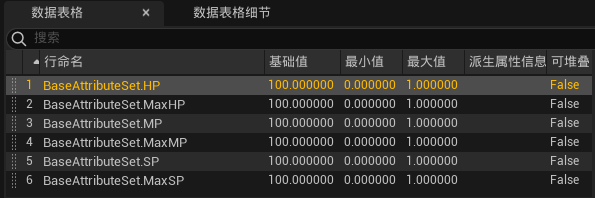 数据表格 × 数据表格细节
搜索
行命名 基础值 最小值 最大值 派生属性信息 可堆叠
1 BaseAttributeSet.HP 100.000000 0.000000 1.000000 False
2 BaseAttributeSet.MaxHP 100.000000 0.000000 1.000000 False
3 BaseAttributeSet.MP 100.000000 0.000000 1.000000 False
4 BaseAttributeSet.MaxMP 100.000000 0.000000 1.000000 False
5 BaseAttributeSet.SP 100.000000 0.000000 1.000000 False
6 BaseAttributeSet.MaxSP 100.000000 0.000000 1.000000 False